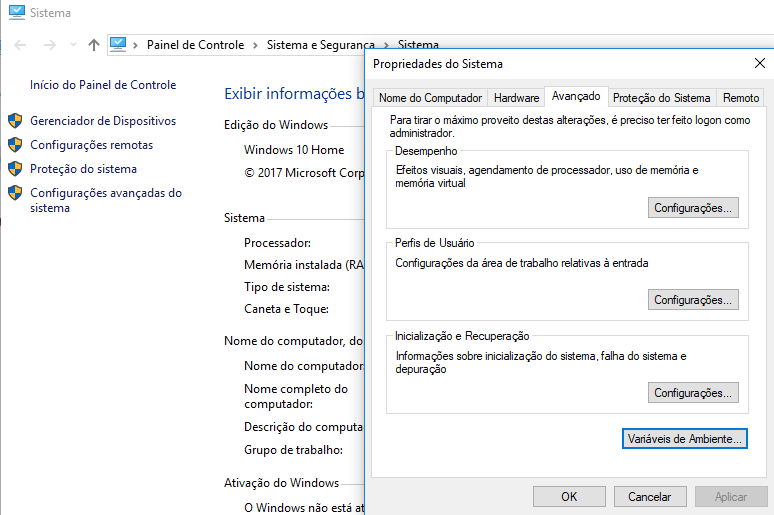 Sistema
Painel de Controle > Sistema e Segurança > Sistema
Início do Painel de Controle
Gerenciador de Dispositivos
Configurações remotas
Proteção do sistema
Configurações avançadas do
sistema
Exibir informações b
Edição do Windows
Windows 10 Home
© 2017 Microsoft Corp
Sistema
Processador:
Memória instalada (RA
Tipo de sistema:
Caneta e Toque:
Nome do computador, do
Nome do computador
Nome completo do
computador:
Descrição do computad
Grupo de trabalho:
Ativação do Windows
O Windows não está at
Propriedades do Sistema
Nome do Computador
Hardware
Avançado
Proteção do Sistema
Remoto
Para tirar o máximo proveito destas alterações, é preciso ter feito logon como
administrador.
Desempenho
Efeitos visuais, agendamento de processador, uso de memória e
memória virtual
Configurações...
Perfis de Usuário
Configurações da área de trabalho relativas à entrada
Configurações...
Inicialização e Recuperação
Informações sobre inicialização do sistema, falha do sistema e
depuração
Configurações...
Variáveis de Ambiente...
OK
Cancelar
Aplicar